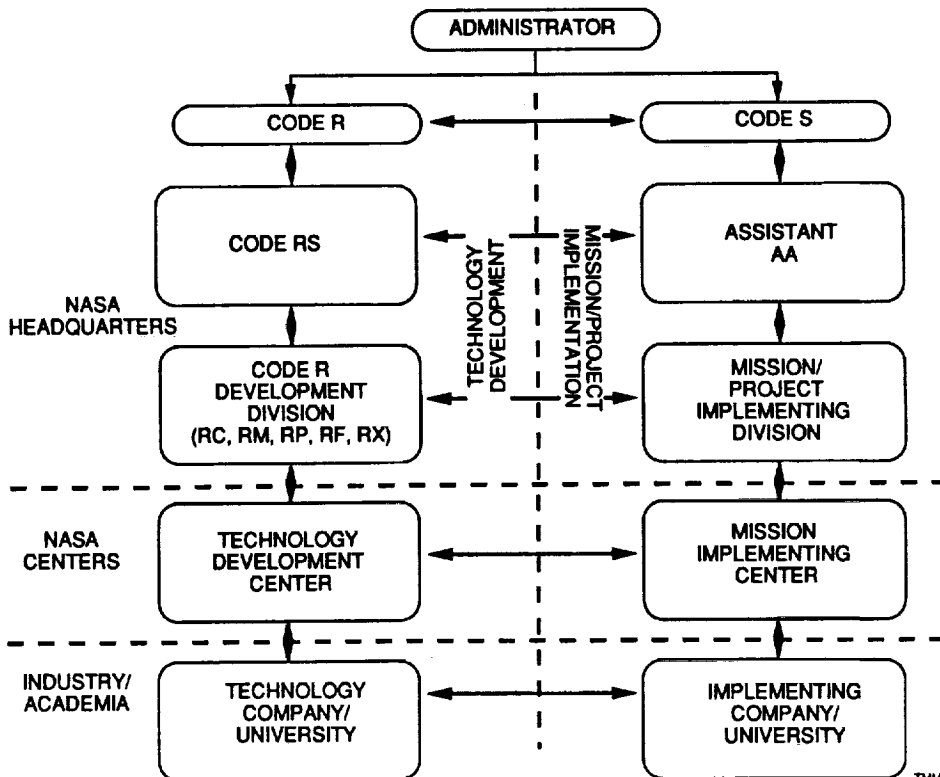 ADMINISTRATOR
CODE R
CODE S
CODE RS
ASSISTANT
AA
TECHNOLOGY
DEVELOPMENT
MISSION/PROJECT
IMPLEMENTATION
NASA
HEADQUARTERS
CODE R
DEVELOPMENT
DIVISION
(RC, RM, RP, RF, RX)
MISSION/
PROJECT
IMPLEMENTING
DIVISION
NASA
CENTERS
TECHNOLOGY
DEVELOPMENT
CENTER
MISSION
IMPLEMENTING
CENTER
INDUSTRY/
ACADEMIA
TECHNOLOGY
COMPANY/
UNIVERSITY
IMPLEMENTING
COMPANY/
UNIVERSITY